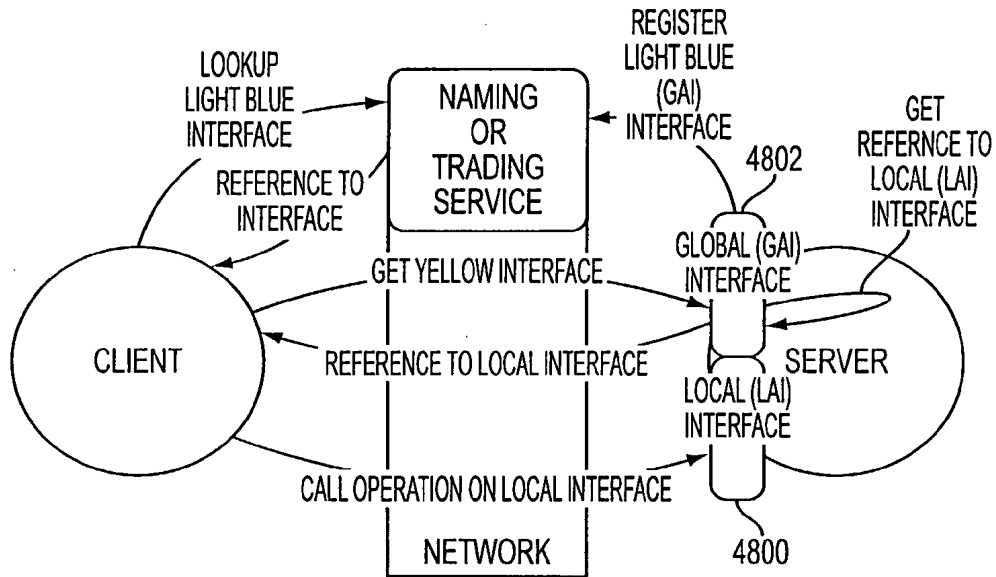 REGISTER
LIGHT BLUE
(GAI)
INTERFACE
LOOKUP
LIGHT BLUE
INTERFACE
NAMING
OR
TRADING
SERVICE
GET
REFERNCE TO
LOCAL (LAI)
INTERFACE
4802
REFERENCE TO
INTERFACE
GLOBAL (GAI)
INTERFACE
GET YELLOW INTERFACE
CLIENT
REFERENCE TO LOCAL INTERFACE
SERVER
LOCAL (LAI)
INTERFACE
CALL OPERATION ON LOCAL INTERFACE
NETWORK
4800